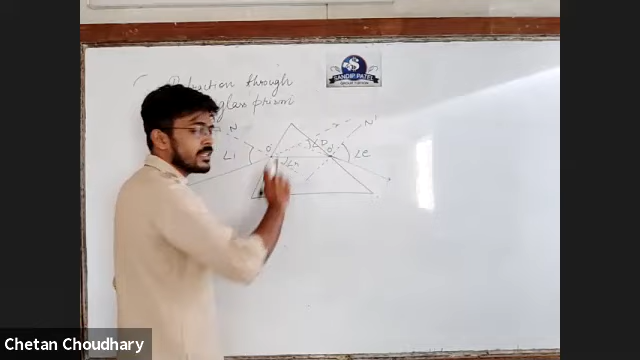 Refraction through
glass prism
SANDIP PATEL
N
N'
∠i
O
∠D
O'
∠e
∠r
Chetan Choudhary